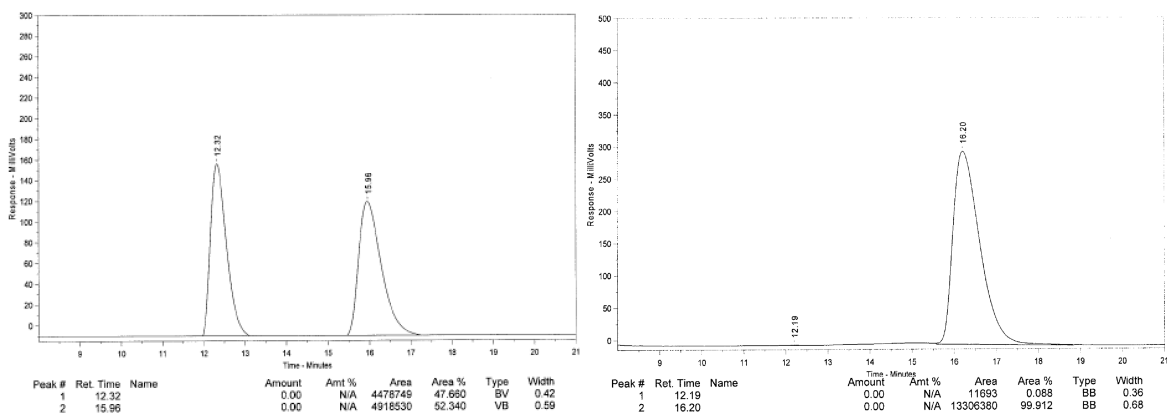 300
280
260
240
220
200
180
160
140
120
100
80
60
40
20
0
Response - MilliVolts
12.32
15.96
9 10 11 12 13 14 15 16 17 18 19 20 21
Time - Minutes
Peak # Ret. Time Name Amount Amt % Area Area % Type Width
1 12.32 0.00 N/A 4478749 47.660 BV 0.42
2 15.96 0.00 N/A 4918530 52.340 VB 0.59
500
450
400
350
300
250
200
150
100
50
0
Response - MilliVolts
12.19
16.20
9 10 11 12 13 14 15 16 17 18 19 20 21
Time - Minutes
Peak # Ret. Time Name Amount Amt % Area Area % Type Width
1 12.19 0.00 N/A 11693 0.088 BB 0.36
2 16.20 0.00 N/A 13306380 99.912 BB 0.68